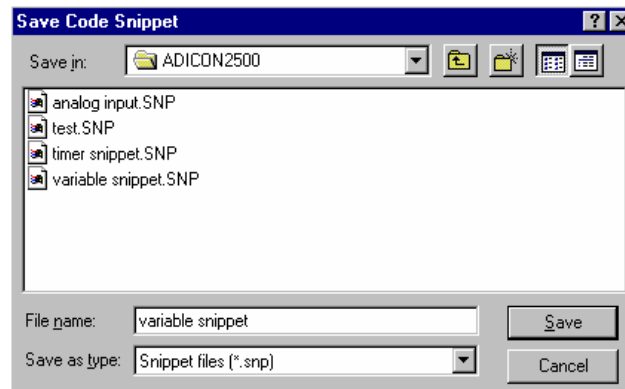 Save Code Snippet
Save in: ADICON2500
analog input.SNP
test.SNP
timer snippet.SNP
variable snippet.SNP
File name: variable snippet Save
Save as type: Snippet files (*.snp) Cancel